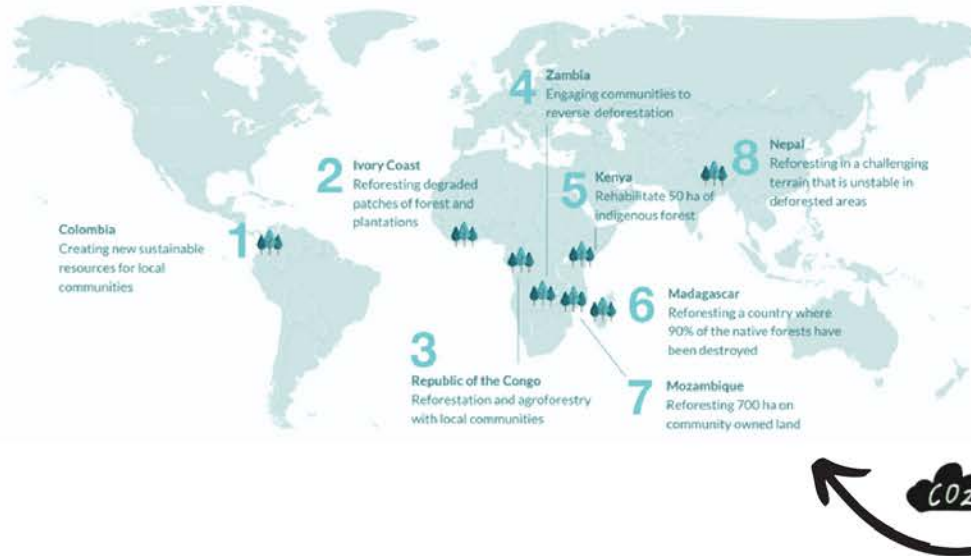 1
Colombia
Creating new sustainable
resources for local
communities
2
Ivory Coast
Reforesting degraded
patches of forest and
plantations
3
Republic of the Congo
Reforestation and agroforestry
with local communities
4
Zambia
Engaging communities to
reverse deforestation
5
Kenya
Rehabilitate 50 ha of
indigenous forest
6
Madagascar
Reforesting a country where
90% of the native forests have
been destroyed
7
Mozambique
Reforesting 700 ha on
community owned land
8
Nepal
Reforesting in a challenging
terrain that is unstable in
deforested areas
CO2